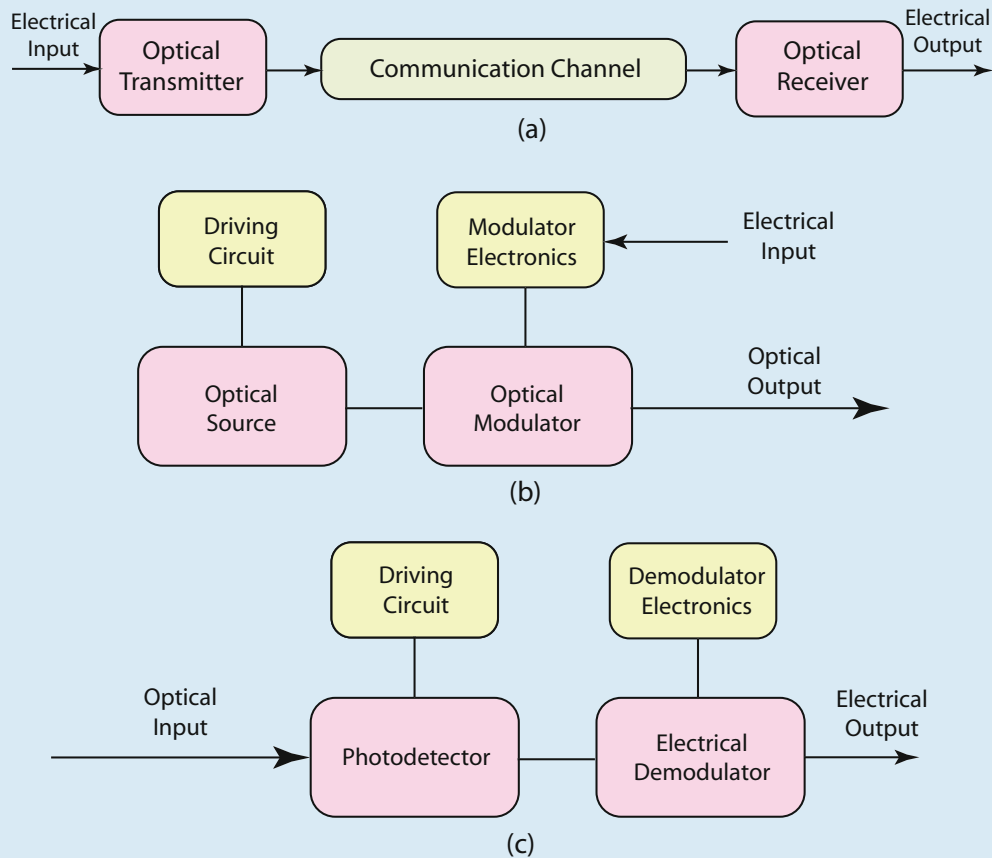 Electrical
Input
Optical
Transmitter
Communication Channel
Optical
Receiver
Electrical
Output
(a)
Driving
Circuit
Modulator
Electronics
Electrical
Input
Optical
Source
Optical
Modulator
Optical
Output
(b)
Driving
Circuit
Demodulator
Electronics
Optical
Input
Photodetector
Electrical
Demodulator
Electrical
Output
(c)